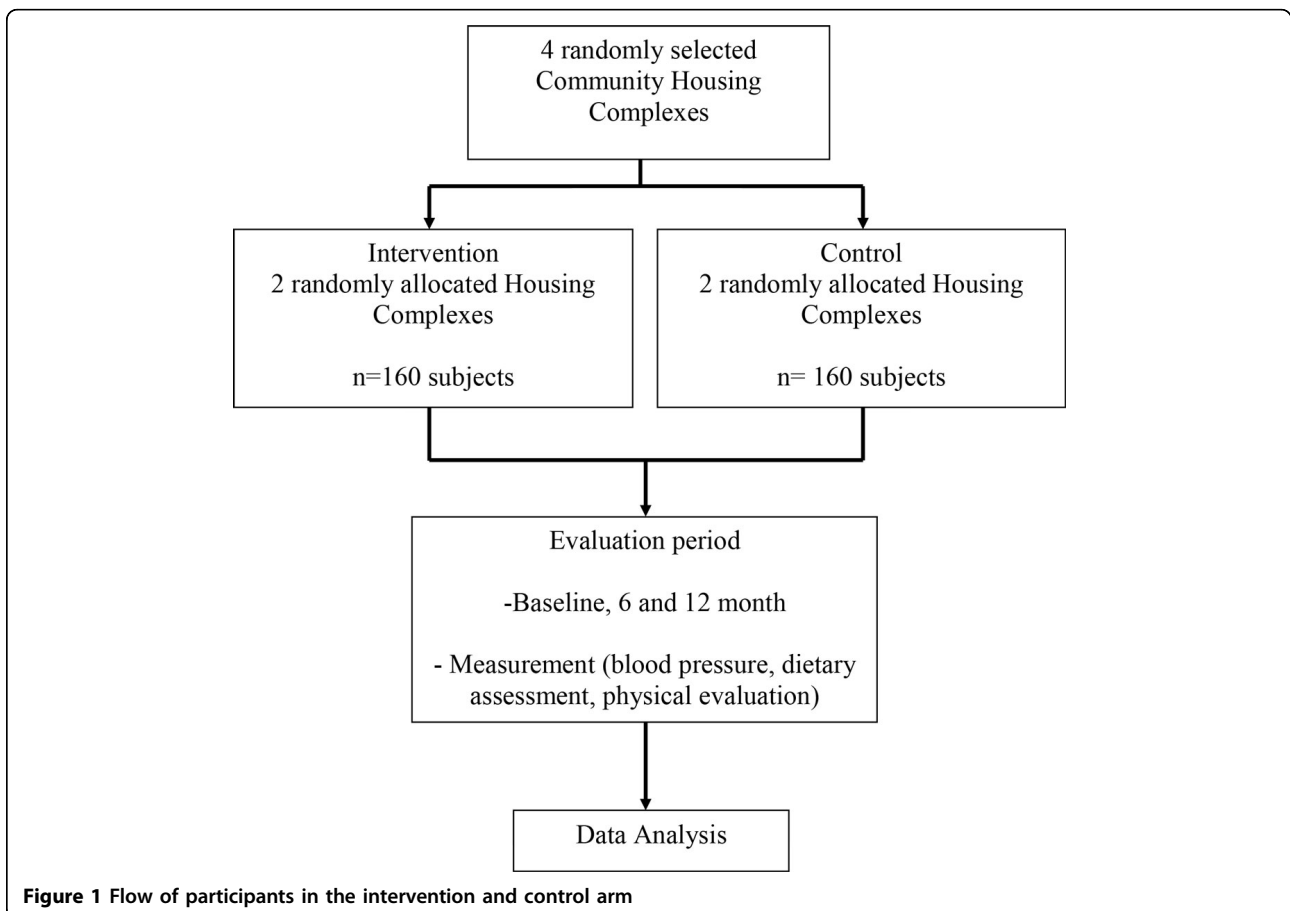 4 randomly selected
Community Housing
Complexes
Intervention
2 randomly allocated Housing
Complexes
n=160 subjects
Control
2 randomly allocated Housing
Complexes
n= 160 subjects
Evaluation period
-Baseline, 6 and 12 month
- Measurement (blood pressure, dietary
assessment, physical evaluation)
Data Analysis
Figure 1 Flow of participants in the intervention and control arm